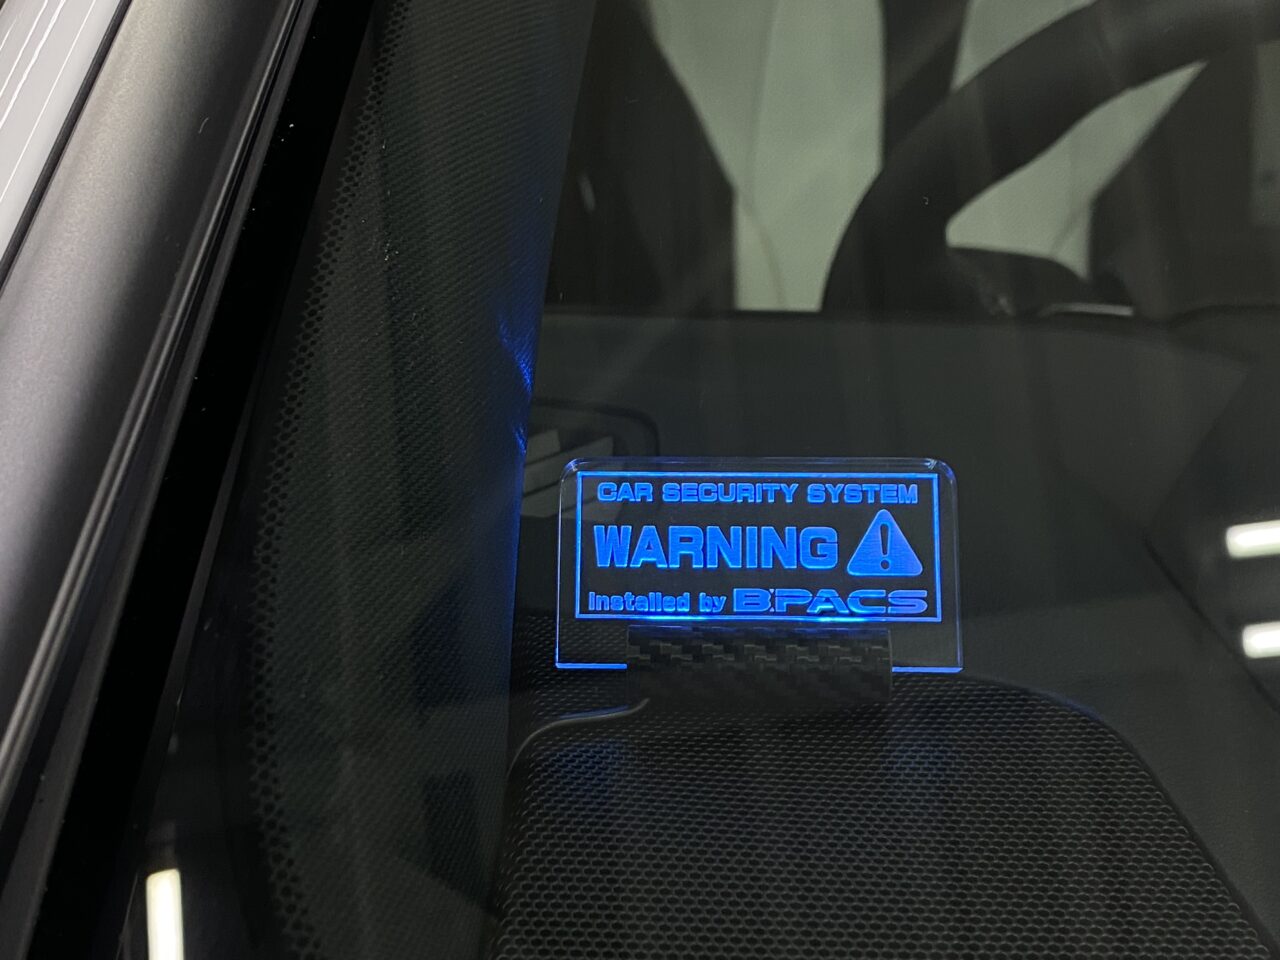 CAR SECURITY SYSTEM
WARNING
Installed by B:PACS